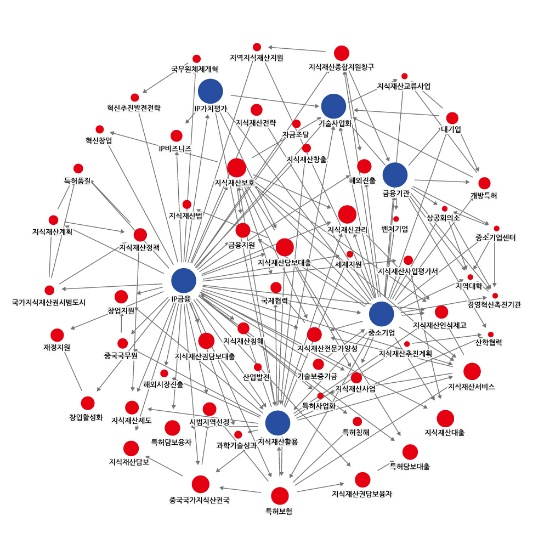 지역지식재산지원
지식재산종합지원창구
국무원체제개혁
지식재산교류사업
혁신추진발전전략
IP가치평가
지식재산전략
기술사업화
자금조달
대기업
혁신창업
IP비즈니스
지식재산창출
특허품질
지식재산보호
해외진출
금융기관
개방특허
지식재산법
지식재산계획
지식재산정책
금융지원
지식재산관리
벤처기업
상공회의소
중소기업센터
지식재산담보대출
세제지원
지식재산사업평가서
지역대학
국가지식재산권시범도시
IP금융
국제협력
창업지원
중소기업
경영혁신촉진기관
지식재산인식제고
재정지원
중국국무원
지식재산권담보대출
지식재산침해
지식재산전문가양성
지식재산추진계획
산학협력
해외시장진출
산업발전
기술보증기금
지식재산사업
지식재산서비스
창업활성화
지식재산제도
시범지역선정
특허사업화
특허담보융자
과학기술성과
지식재산활용
특허침해
지식재산대출
지식재산담보
특허담보대출
중국국가지식산권국
특허보험
지식재산권담보융자